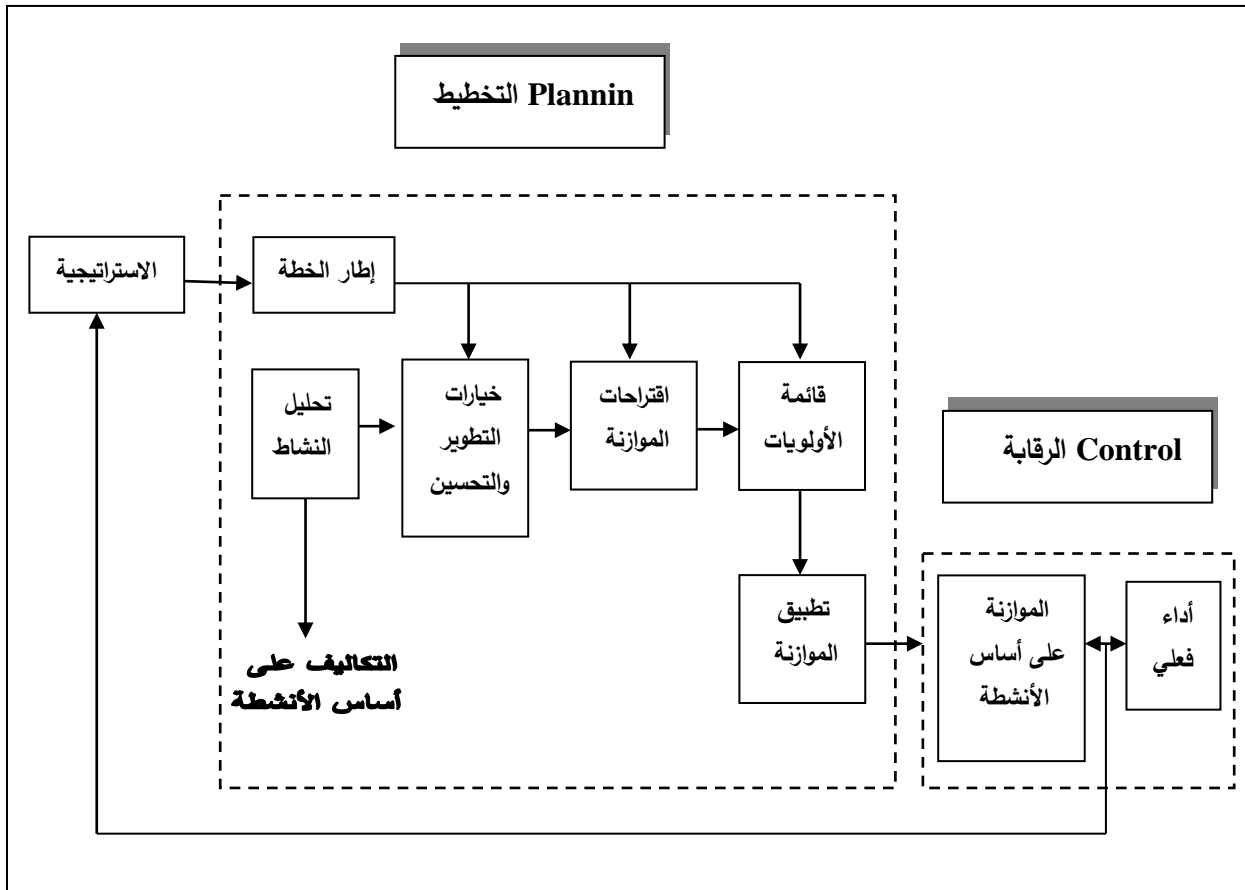 التخطيط Plannin
الاستراتيجية
إطار الخطة
تحليل
النشاط
خيارات
التطوير
والتحسين
اقتراحات
الموازنة
قائمة
الأولويات
الرقابة Control
تطبيق
الموازنة
الموازنة
على أساس
الأنشطة
أداء
فعلي
التكاليف على
أساس الأنشطة